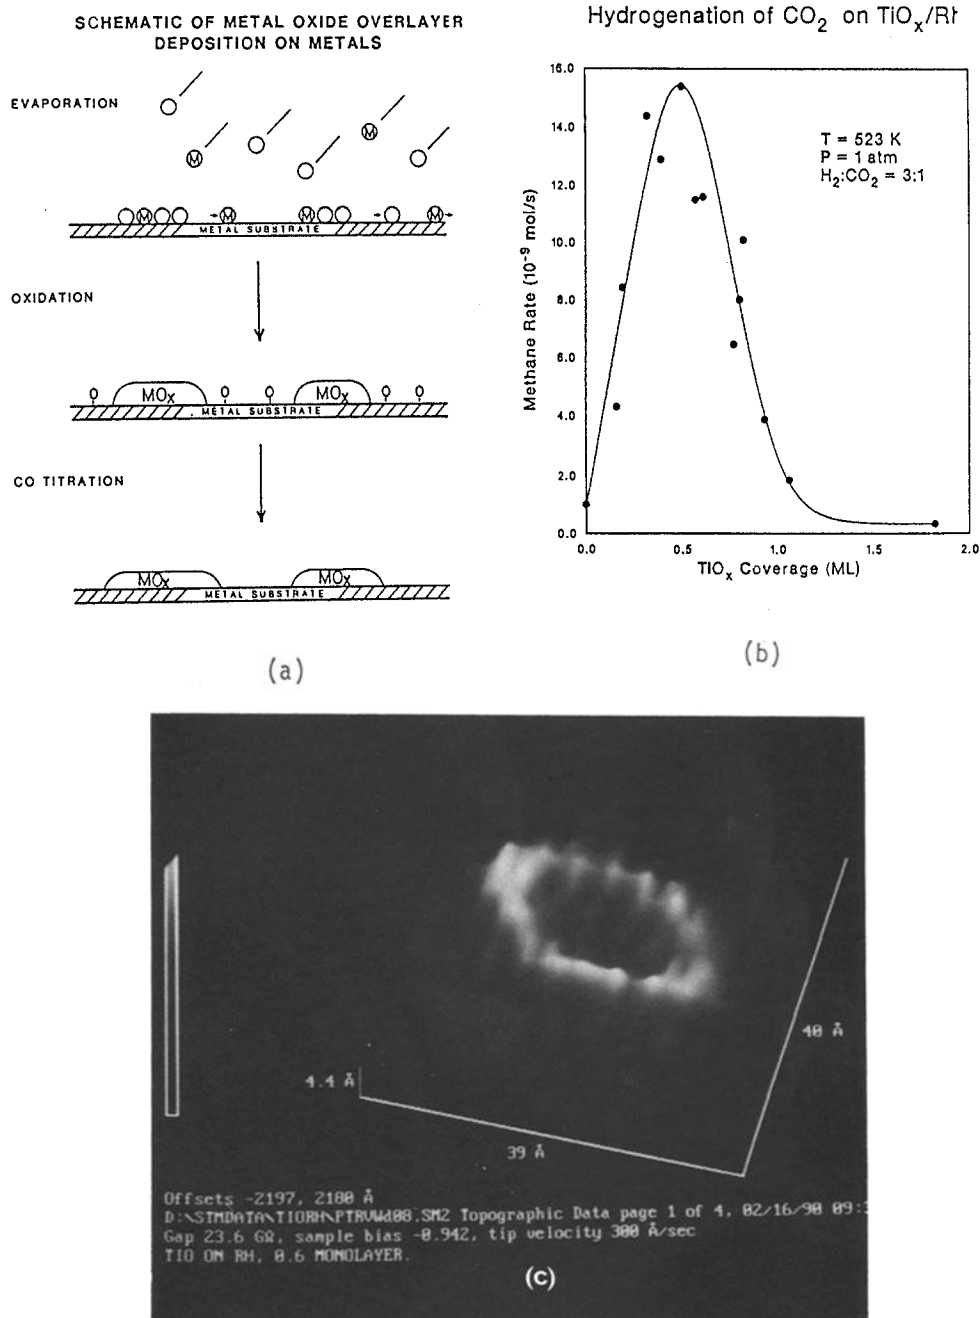 SCHEMATIC OF METAL OXIDE OVERLAYER
DEPOSITION ON METALS
EVAPORATION
M
M
M
M
M
M
METAL SUBSTRATE
OXIDATION
O
O
O
O
O
MOx
MOx
METAL SUBSTRATE
CO TITRATION
MOx
MOx
METAL SUBSTRATE
(a)
Hydrogenation of CO2 on TiOx/Rh
16.0
14.0
12.0
10.0
8.0
6.0
4.0
2.0
0.0
Methane Rate (10-9 mol/s)
T = 523 K
P = 1 atm
H2:CO2 = 3:1
0.0
0.5
1.0
1.5
2.0
TIOx Coverage (ML)
(b)
4.4 Å
39 Å
40 Å
Offsets -2197, 2180 Å
D:\STMDATA\TIORH\PTRVWd08.SM2 Topographic Data page 1 of 4, 02/16/90 09:3
Gap 23.6 GΩ, sample bias -0.942, tip velocity 300 Å/sec
TIO ON RH, 0.6 MONOLAYER.
(c)